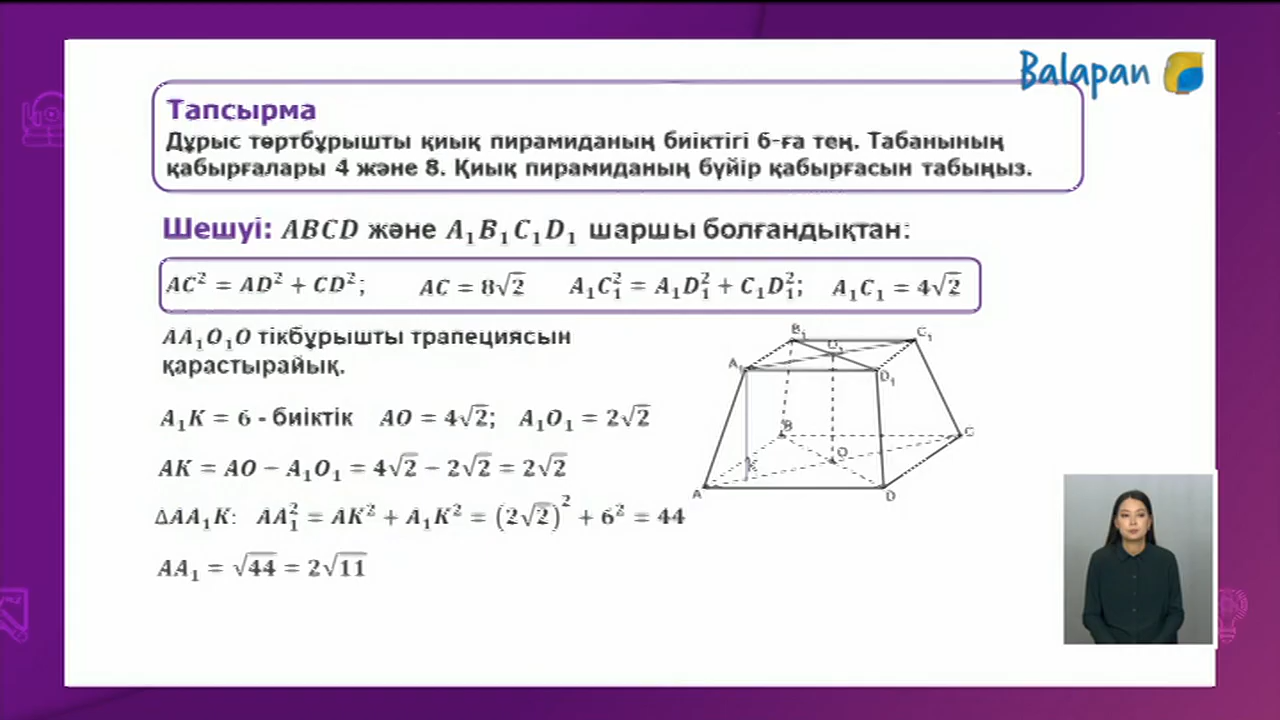 Balapan
Тапсырма
Дұрыс төртбұрышты қиық пирамиданың биіктігі 6-ға тең. Табанының
қабырғалары 4 және 8. Қиық пирамиданың бүйір қабырғасын табыңыз.
Шешуі: ABCD және A₁B₁C₁D₁ шаршы болғандықтан:
AC² = AD² + CD²; AC = 8√2 A₁C₁² = A₁D₁² + C₁D₁²; A₁C₁ = 4√2
AA₁O₁O тікбұрышты трапециясын
қарастырайық.
A₁K = 6 - биіктік AO = 4√2; A₁O₁ = 2√2
AK = AO − A₁O₁ = 4√2 − 2√2 = 2√2
∆AA₁K: AA₁² = AK² + A₁K² = (2√2)² + 6² = 44
AA₁ = √44 = 2√11
B₁ C₁
O₁
A₁ D₁
B C
O
K
A D